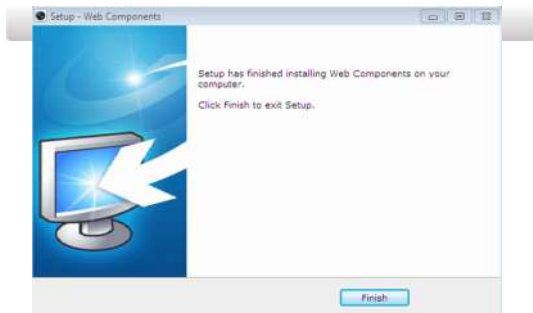 Setup - Web Components
Setup has finished installing Web Components on your
computer.
Click Finish to exit Setup.
Finish